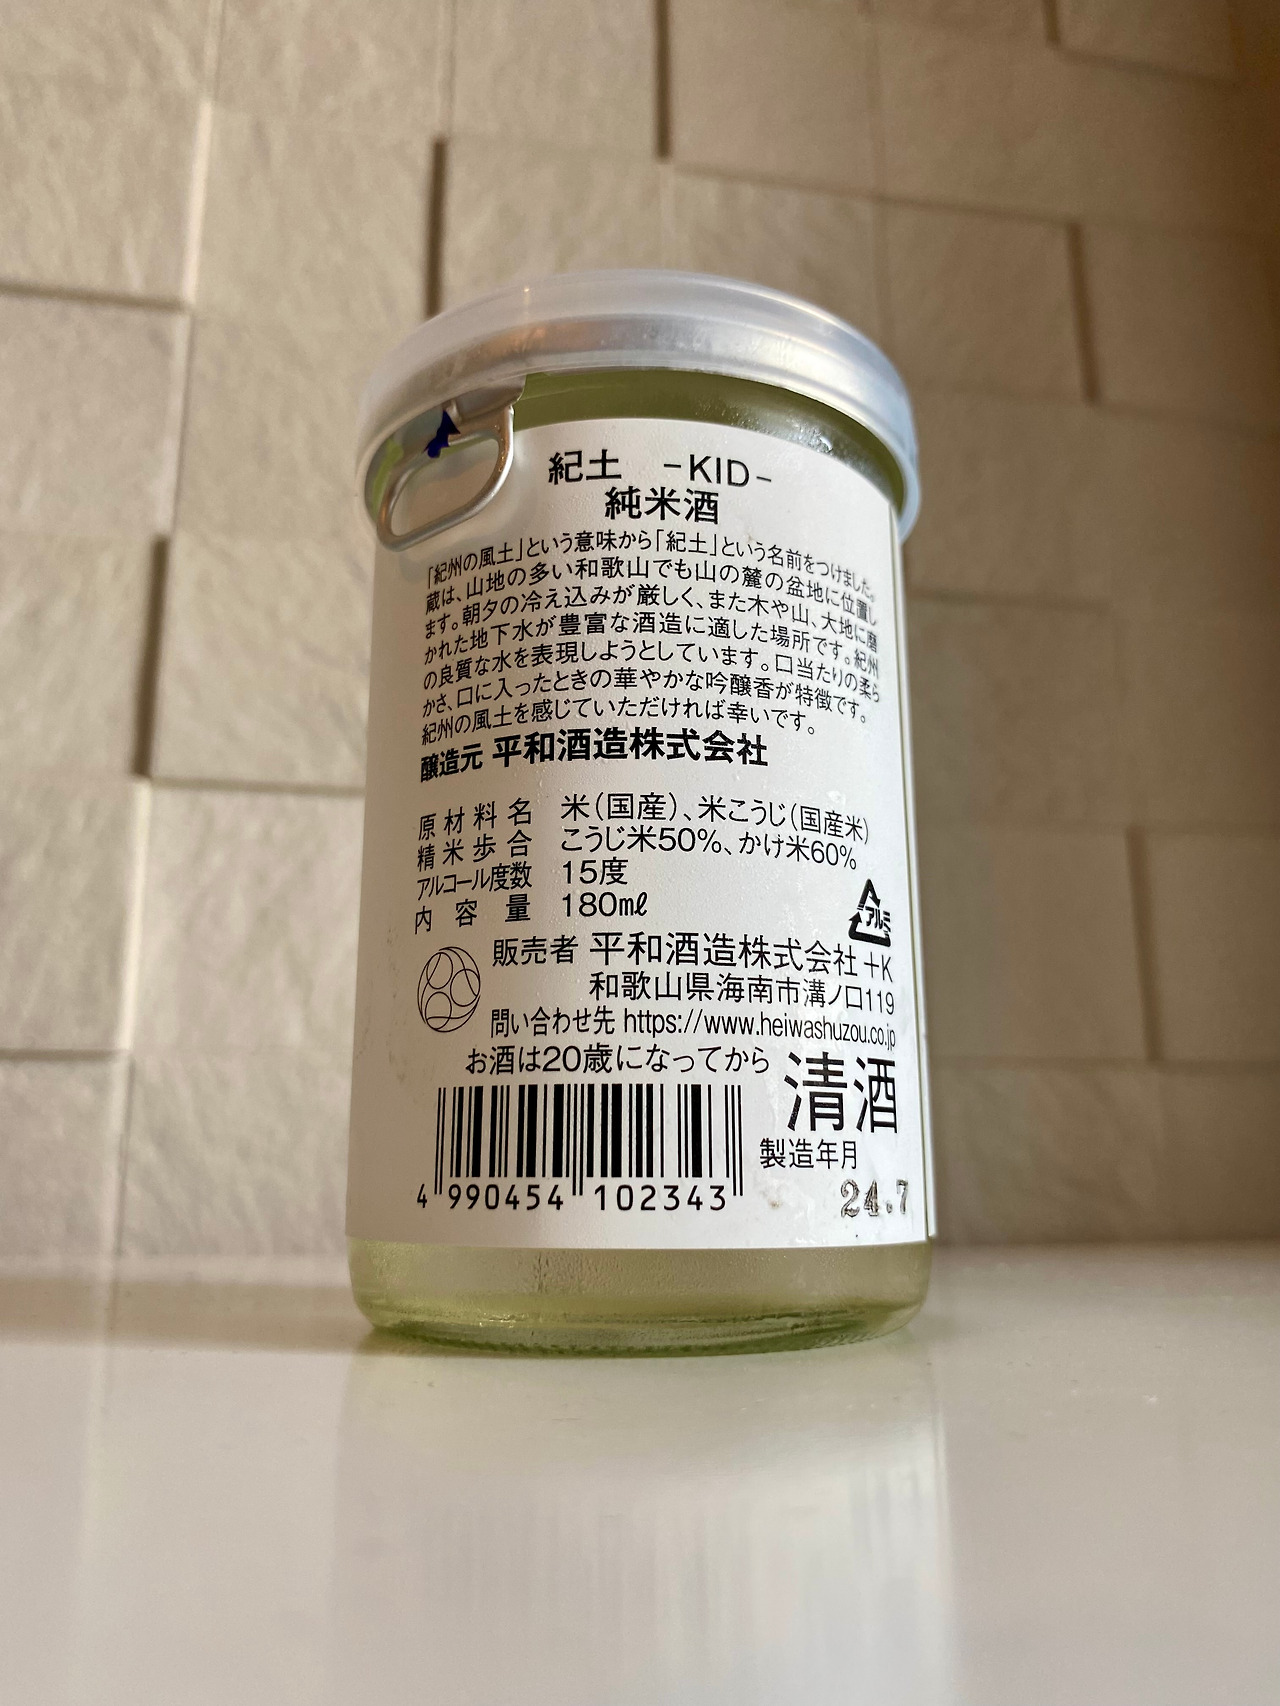 紀土 -KID-
純米酒
「紀州の風土」という意味から「紀土」という名前をつけました。
蔵は、山地の多い和歌山でも山の麓の盆地に位置し
ます。朝夕の冷え込みが厳しく、また木や山、大地に磨
かれた地下水が豊富な酒造に適した場所です。紀州
の良質な水を表現しようとしています。口当たりの柔ら
かさ、口に入ったときの華やかな吟醸香が特徴です。
紀州の風土を感じていただければ幸いです。
醸造元 平和酒造株式会社
原材料名 米(国産)、米こうじ(国産米)
精米歩合 こうじ米50%、かけ米60%
アルコール度数 15度
内容量 180㎖
アルミ
販売者 平和酒造株式会社 +K
和歌山県海南市溝ノ口119
問い合わせ先 https://www.heiwashuzou.co.jp
お酒は20歳になってから
清酒
製造年月
24.7
4 990454 102343